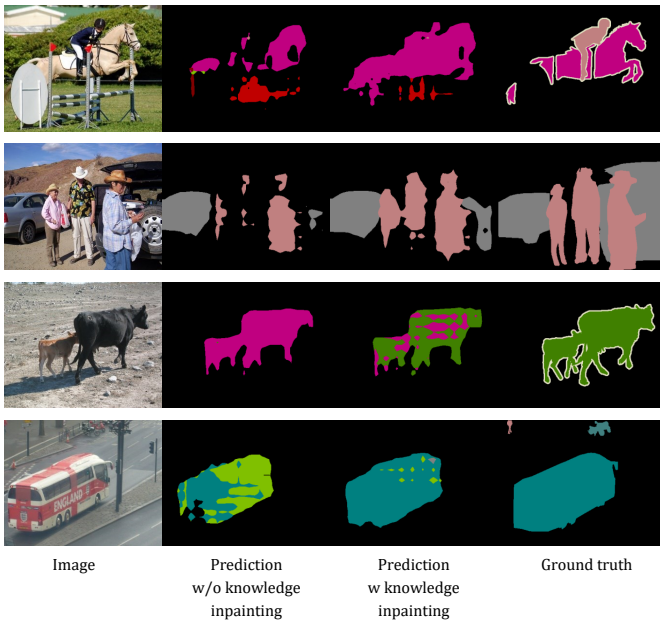 ENGLAND
Image
Prediction
w/o knowledge
inpainting
Prediction
w knowledge
inpainting
Ground truth